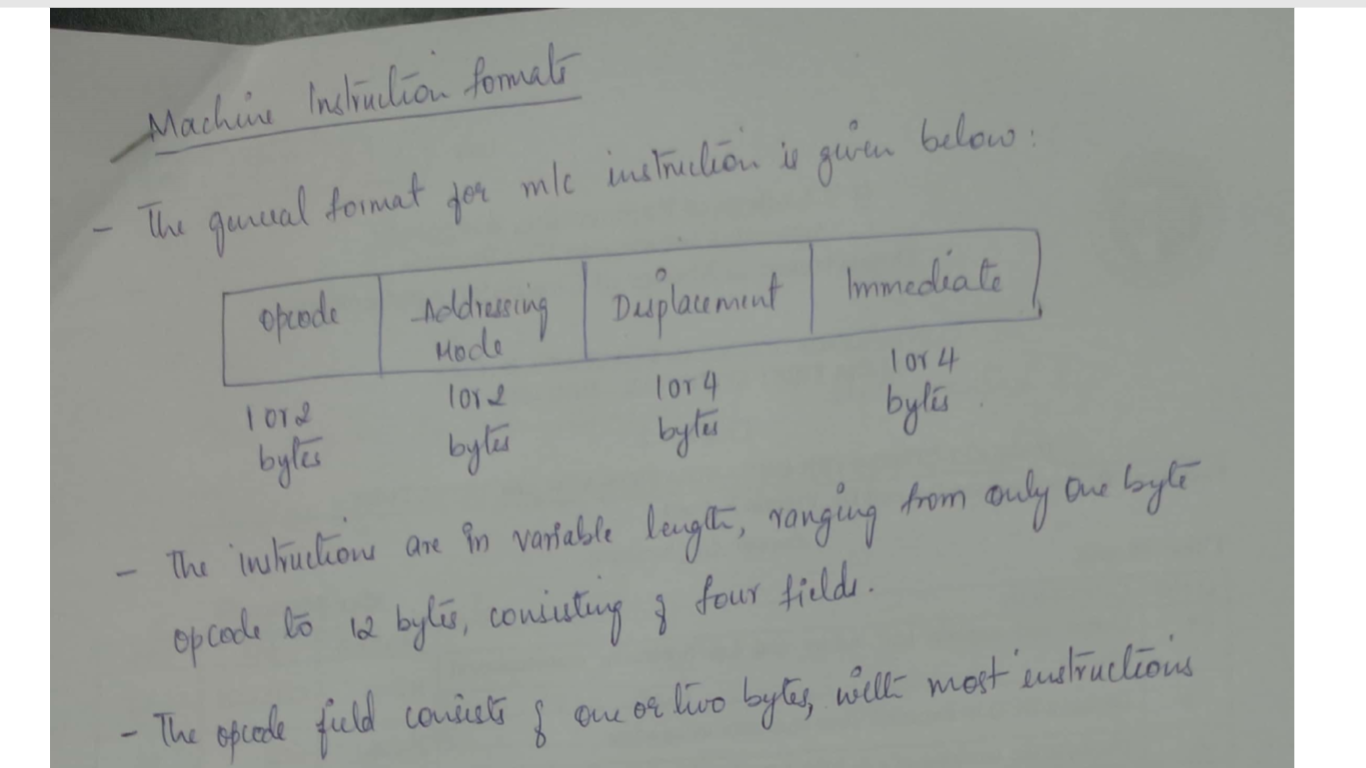 Machine Instruction formats
- The general format for m/c instruction is given below:
Opcode Addressing Mode Displacement Immediate
1 or 2 bytes 1 or 2 bytes 1 or 4 bytes 1 or 4 bytes
- The instructions are in variable length, ranging from only one byte
opcode to 12 bytes, consisting of four fields.
- The opcode field consists of one or two bytes, with most instructions